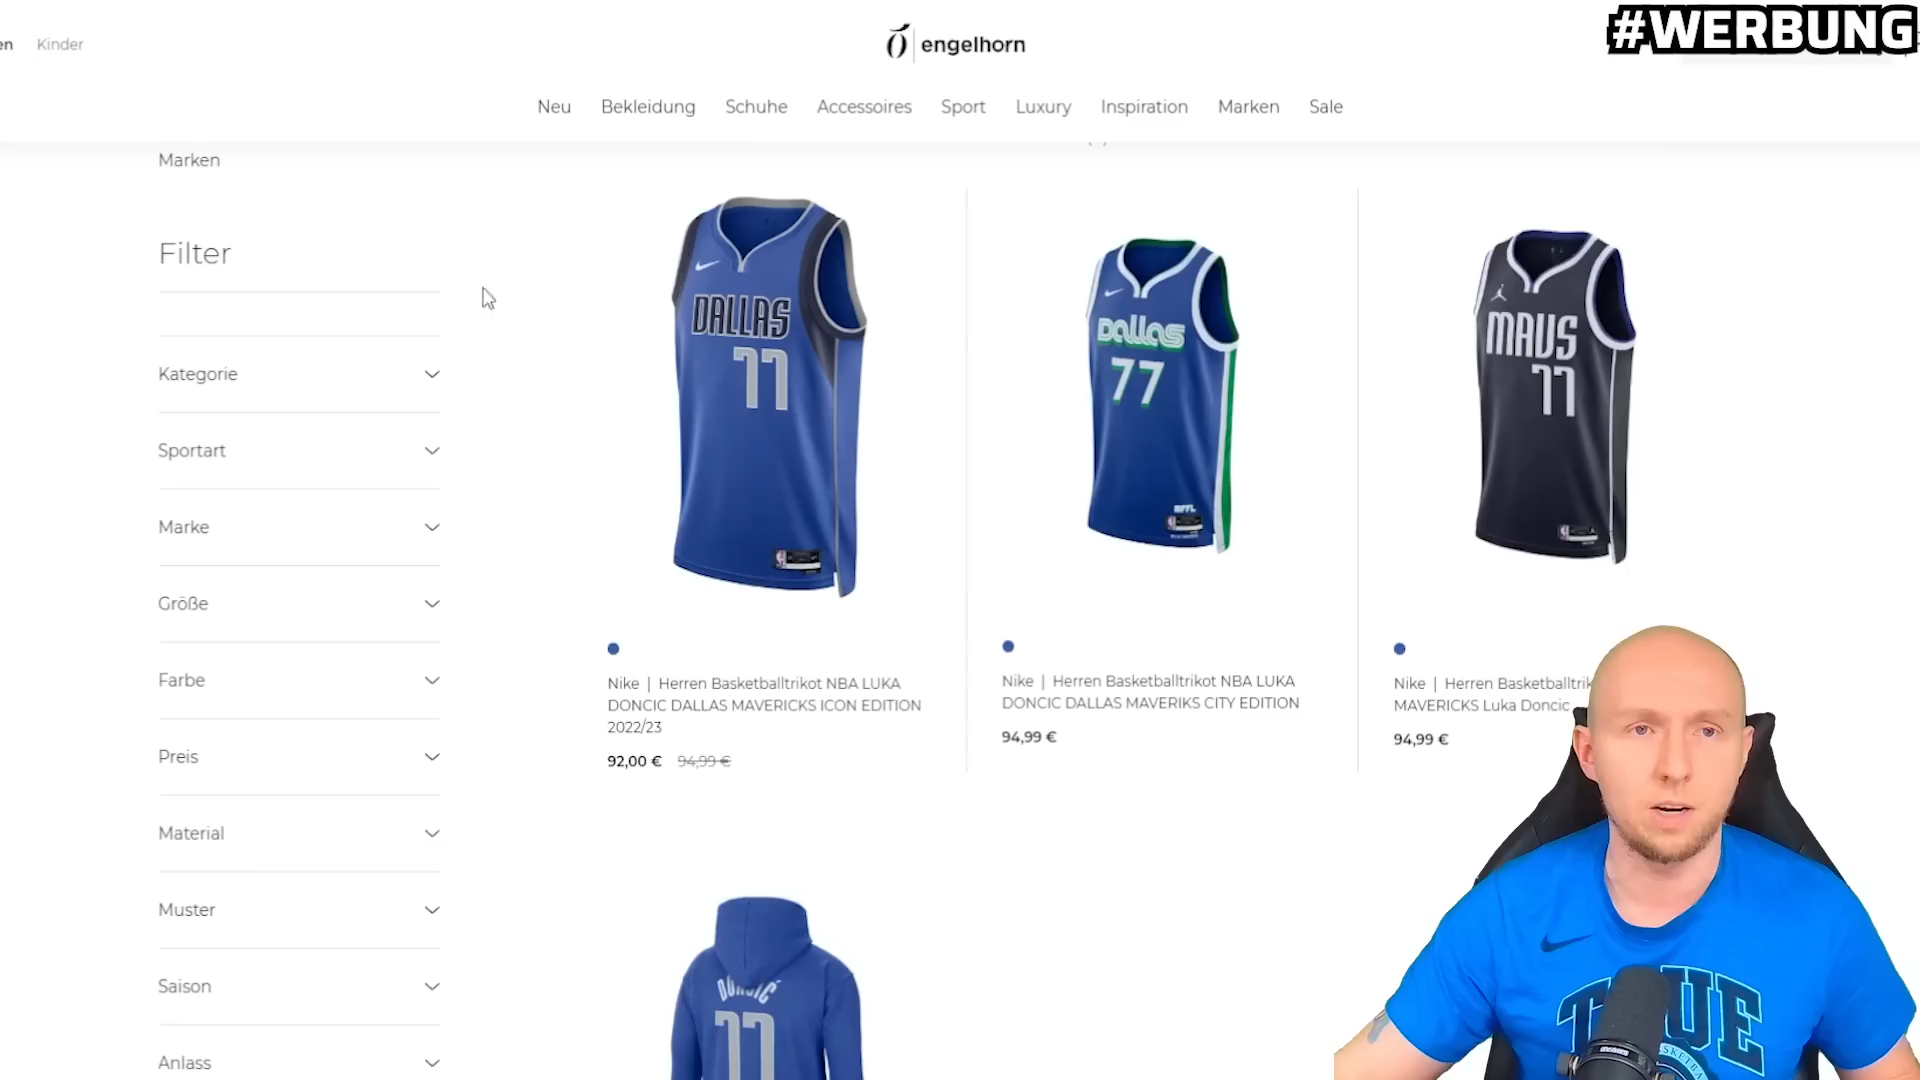 #WERBUNG
en Kinder
engelhorn
Neu Bekleidung Schuhe Accessoires Sport Luxury Inspiration Marken Sale
Marken
Filter
Kategorie
Sportart
Marke
Größe
Farbe
Preis
Material
Muster
Saison
Anlass
DALLAS
77
Dallas
77
MFFL
MAVS
77
Nike | Herren Basketballtrikot NBA LUKA
DONCIC DALLAS MAVERICKS ICON EDITION
2022/23
92,00 € 94,99 €
Nike | Herren Basketballtrikot NBA LUKA
DONCIC DALLAS MAVERIKS CITY EDITION
94,99 €
Nike | Herren Basketballtrik
MAVERICKS Luka Doncic
94,99 €
DONČIĆ
77